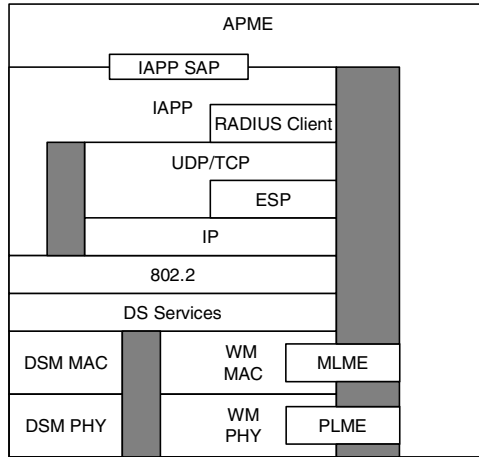 APME
IAPP SAP
IAPP
RADIUS Client
UDP/TCP
ESP
IP
802.2
DS Services
DSM MAC
WM
MAC
MLME
DSM PHY
WM
PHY
PLME